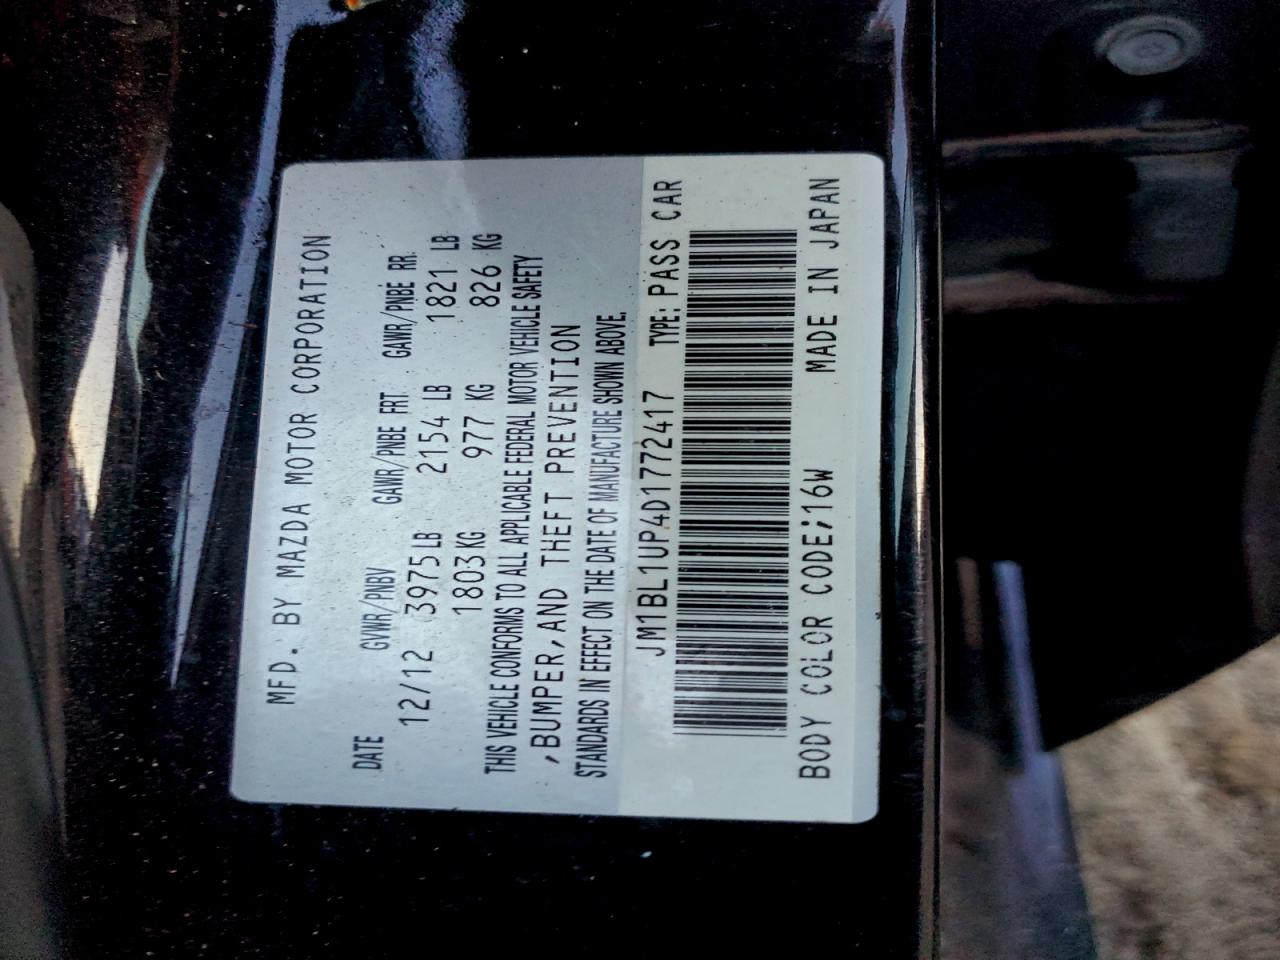 MFD. BY MAZDA MOTOR CORPORATION
DATE GVWR/PNBV GAWR/PNBE FRT. GAWR/PNBE RR.
12/12 3975 LB 2154 LB 1821 LB
1803 KG 977 KG 826 KG
THIS VEHICLE CONFORMS TO ALL APPLICABLE FEDERAL MOTOR VEHICLE SAFETY
,BUMPER,AND THEFT PREVENTION
STANDARDS IN EFFECT ON THE DATE OF MANUFACTURE SHOWN ABOVE.
JM1BL1UP4D1772417 TYPE: PASS CAR
BODY COLOR CODE;16W MADE IN JAPAN